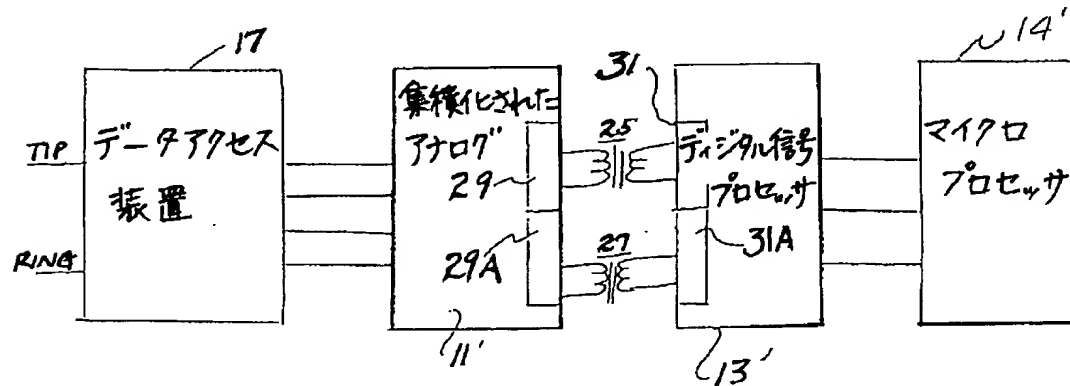 17
TIP
データアクセス
装置
RING
集積化された
アナログ
29
29A
11'
25
27
31
ディジタル信号
プロセッサ
31A
13'
14'
マイクロ
プロセッサ